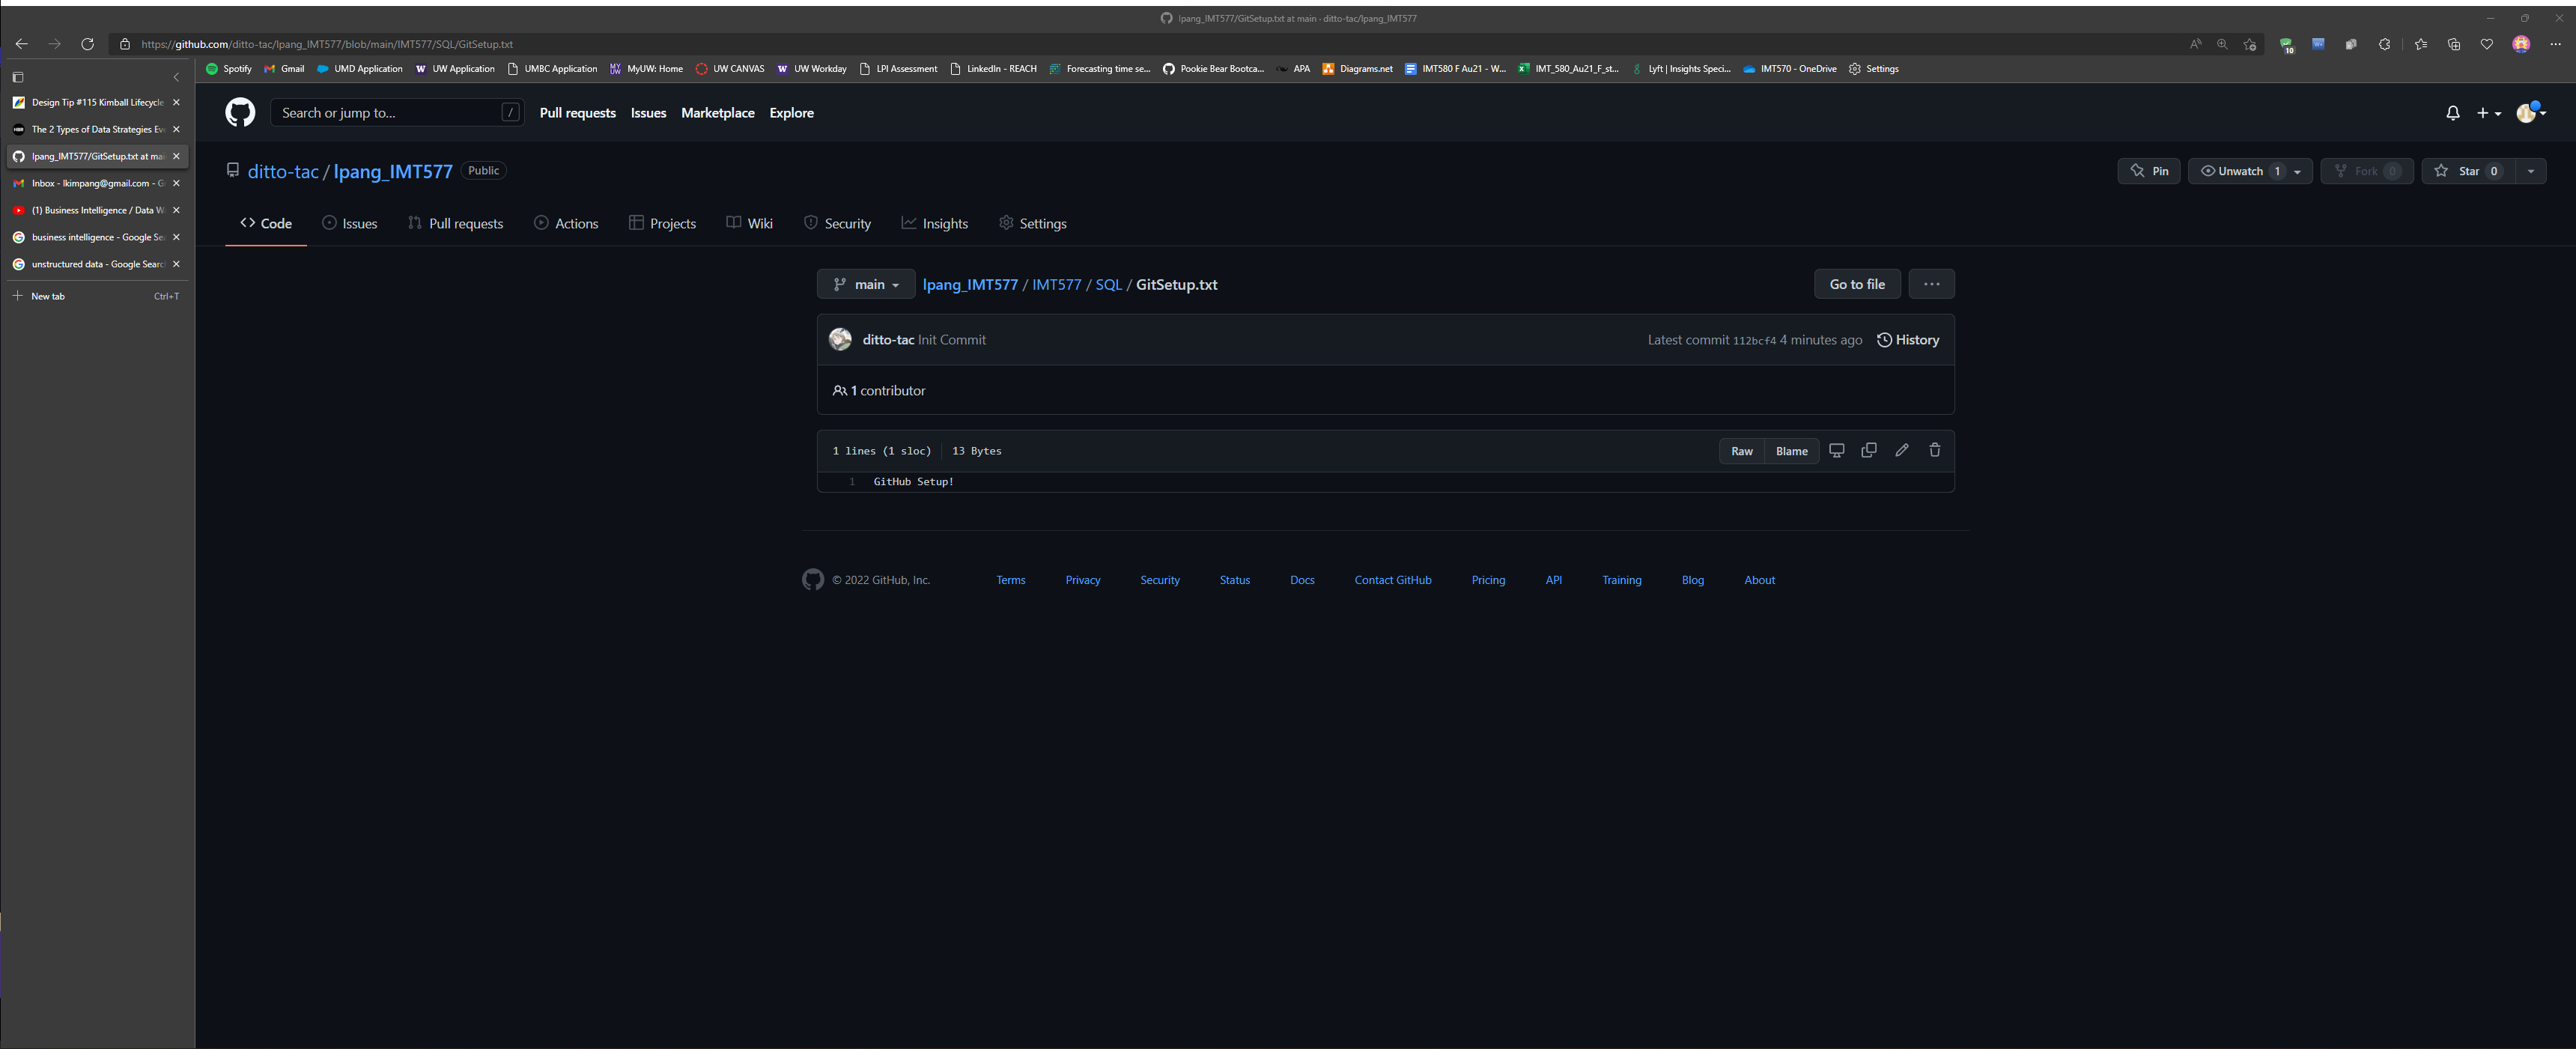 lpang_IMT577/GitSetup.txt at main · ditto-tac/lpang_IMT577
https://github.com/ditto-tac/lpang_IMT577/blob/main/IMT577/SQL/GitSetup.txt
10
Spotify Gmail UMD Application UW Application UMBC Application MyUW: Home UW CANVAS UW Workday LPI Assessment LinkedIn - REACH Forecasting time se... Pookie Bear Bootca... APA Diagrams.net IMT580 F Au21 - W... IMT_580_Au21_F_st... Lyft | Insights Speci... IMT570 - OneDrive Settings
Design Tip #115 Kimball Lifecycle
The 2 Types of Data Strategies Eve
lpang_IMT577/GitSetup.txt at mai
Inbox - lkimpang@gmail.com - G
(1) Business Intelligence / Data W
business intelligence - Google Se
unstructured data - Google Searc
New tab Ctrl+T
Search or jump to... / Pull requests Issues Marketplace Explore
ditto-tac / lpang_IMT577 Public
Pin Unwatch 1 Fork 0 Star 0
Code Issues Pull requests Actions Projects Wiki Security Insights Settings
main lpang_IMT577 / IMT577 / SQL / GitSetup.txt Go to file ...
ditto-tac Init Commit Latest commit 112bcf4 4 minutes ago History
1 contributor
1 lines (1 sloc) 13 Bytes Raw Blame
1 GitHub Setup!
© 2022 GitHub, Inc. Terms Privacy Security Status Docs Contact GitHub Pricing API Training Blog About